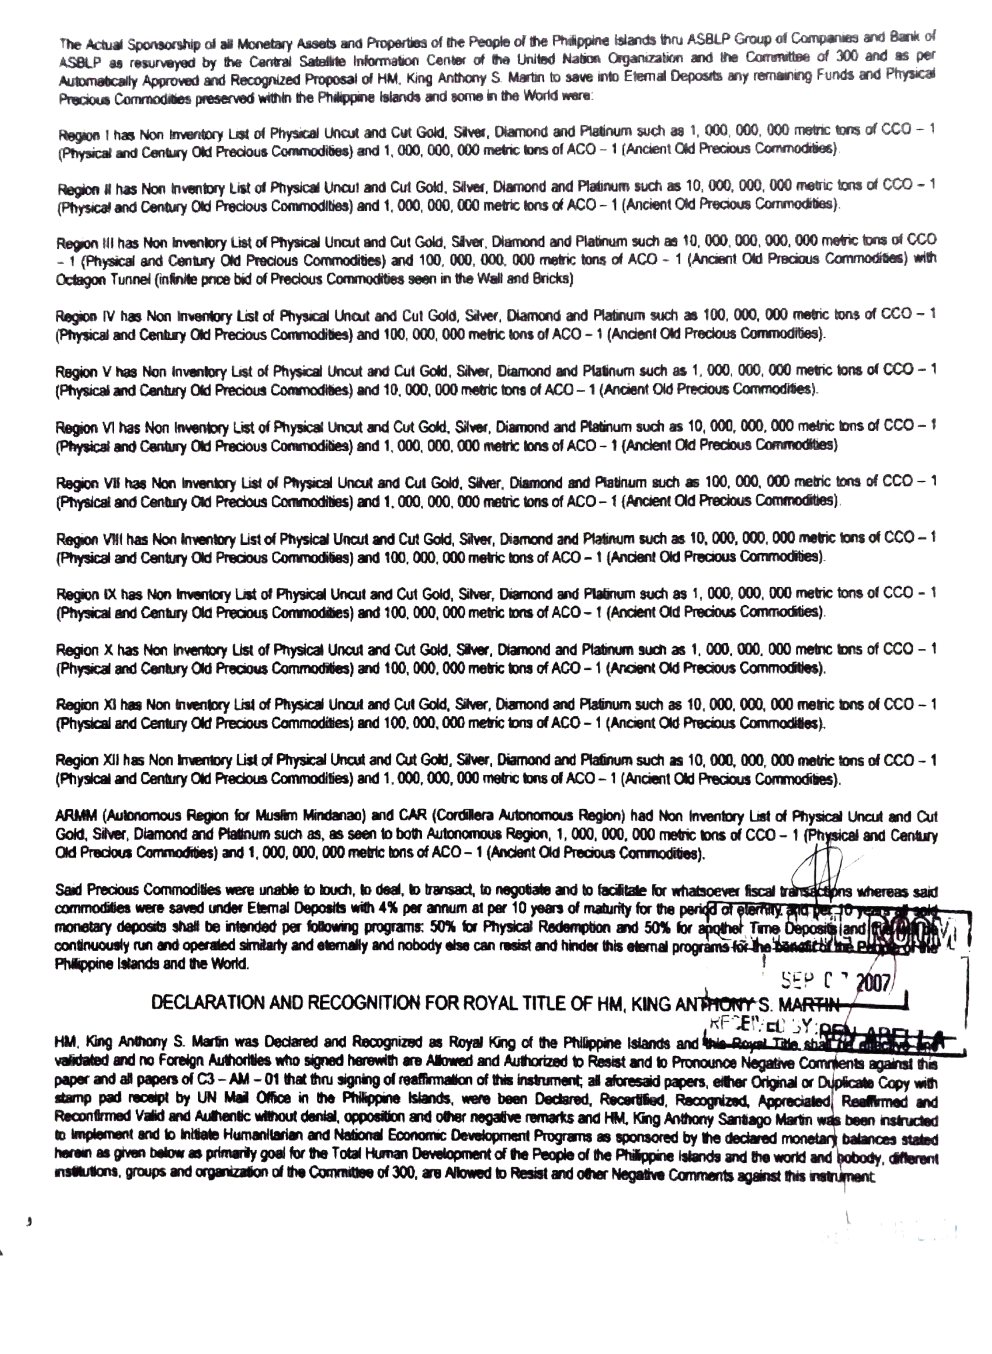 The Actual Sponsorship of all Monetary Assets and Properties of the People of the Philippine Islands thru ASBLP Group of Companies and Bank of
ASBLP as resurveyed by the Central Satellite Information Center of the United Nation Organization and the Committee of 300 and as per
Automatically Approved and Recognized Proposal of HM, King Anthony S. Martin to save into Eternal Deposits any remaining Funds and Physical
Precious Commodities preserved within the Philippine Islands and some in the World were:
Region I has Non Inventory List of Physical Uncut and Cut Gold, Silver, Diamond and Platinum such as 1, 000, 000, 000 metric tons of CCO – 1
(Physical and Century Old Precious Commodities) and 1, 000, 000, 000 metric tons of ACO – 1 (Ancient Old Precious Commodities).
Region II has Non Inventory List of Physical Uncut and Cut Gold, Silver, Diamond and Platinum such as 10, 000, 000, 000 metric tons of CCO – 1
(Physical and Century Old Precious Commodities) and 1, 000, 000, 000 metric tons of ACO – 1 (Ancient Old Precious Commodities).
Region III has Non Inventory List of Physical Uncut and Cut Gold, Silver, Diamond and Platinum such as 10, 000, 000, 000, 000 metric tons of CCO
– 1 (Physical and Century Old Precious Commodities) and 100, 000, 000, 000 metric tons of ACO – 1 (Ancient Old Precious Commodities) with
Octagon Tunnel (infinite price bid of Precious Commodities seen in the Wall and Bricks)
Region IV has Non Inventory List of Physical Uncut and Cut Gold, Silver, Diamond and Platinum such as 100, 000, 000 metric tons of CCO – 1
(Physical and Century Old Precious Commodities) and 100, 000, 000 metric tons of ACO – 1 (Ancient Old Precious Commodities).
Region V has Non Inventory List of Physical Uncut and Cut Gold, Silver, Diamond and Platinum such as 1, 000, 000, 000 metric tons of CCO – 1
(Physical and Century Old Precious Commodities) and 10, 000, 000 metric tons of ACO – 1 (Ancient Old Precious Commodities).
Region VI has Non Inventory List of Physical Uncut and Cut Gold, Silver, Diamond and Platinum such as 10, 000, 000, 000 metric tons of CCO – 1
(Physical and Century Old Precious Commodities) and 1, 000, 000, 000 metric tons of ACO – 1 (Ancient Old Precious Commodities)
Region VII has Non Inventory List of Physical Uncut and Cut Gold, Silver, Diamond and Platinum such as 100, 000, 000 metric tons of CCO – 1
(Physical and Century Old Precious Commodities) and 1, 000, 000, 000 metric tons of ACO – 1 (Ancient Old Precious Commodities).
Region VIII has Non Inventory List of Physical Uncut and Cut Gold, Silver, Diamond and Platinum such as 10, 000, 000, 000 metric tons of CCO – 1
(Physical and Century Old Precious Commodities) and 100, 000, 000 metric tons of ACO – 1 (Ancient Old Precious Commodities).
Region IX has Non Inventory List of Physical Uncut and Cut Gold, Silver, Diamond and Platinum such as 1, 000, 000, 000 metric tons of CCO – 1
(Physical and Century Old Precious Commodities) and 100, 000, 000 metric tons of ACO – 1 (Ancient Old Precious Commodities).
Region X has Non Inventory List of Physical Uncut and Cut Gold, Silver, Diamond and Platinum such as 1, 000, 000, 000 metric tons of CCO – 1
(Physical and Century Old Precious Commodities) and 100, 000, 000 metric tons of ACO – 1 (Ancient Old Precious Commodities).
Region XI has Non Inventory List of Physical Uncut and Cut Gold, Silver, Diamond and Platinum such as 10, 000, 000, 000 metric tons of CCO – 1
(Physical and Century Old Precious Commodities) and 100, 000, 000 metric tons of ACO – 1 (Ancient Old Precious Commodities).
Region XII has Non Inventory List of Physical Uncut and Cut Gold, Silver, Diamond and Platinum such as 10, 000, 000, 000 metric tons of CCO – 1
(Physical and Century Old Precious Commodities) and 1, 000, 000, 000 metric tons of ACO – 1 (Ancient Old Precious Commodities).
ARMM (Autonomous Region for Muslim Mindanao) and CAR (Cordillera Autonomous Region) had Non Inventory List of Physical Uncut and Cut
Gold, Silver, Diamond and Platinum such as, as seen to both Autonomous Region, 1, 000, 000, 000 metric tons of CCO – 1 (Physical and Century
Old Precious Commodities) and 1, 000, 000, 000 metric tons of ACO – 1 (Ancient Old Precious Commodities).
Said Precious Commodities were unable to touch, to deal, to transact, to negotiate and to facilitate for whatsoever fiscal transactions whereas said
commodities were saved under Eternal Deposits with 4% per annum at per 10 years of maturity for the period of eternity and per 10 years of said
monetary deposits shall be intended per following programs: 50% for Physical Redemption and 50% for another Time Deposits and
continuously run and operated similarly and eternally and nobody else can resist and hinder this eternal programs for the benefit of the People of the
Philippine Islands and the World.
ROOM
SEP 07 2007
RECEIVED BY: BEN ABELLA
DECLARATION AND RECOGNITION FOR ROYAL TITLE OF HM, KING ANTHONY S. MARTIN
HM, King Anthony S. Martin was Declared and Recognized as Royal King of the Philippine Islands and this Royal Title shall be effective and
validated and no Foreign Authorities who signed herewith are Allowed and Authorized to Resist and to Pronounce Negative Comments against this
paper and all papers of C3 – AM – 01 that thru signing of reaffirmation of this instrument; all aforesaid papers, either Original or Duplicate Copy with
stamp pad receipt by UN Mail Office in the Philippine Islands, were been Declared, Recertified, Recognized, Appreciated, Reaffirmed and
Reconfirmed Valid and Authentic without denial, opposition and other negative remarks and HM, King Anthony Santiago Martin was been instructed
to Implement and to Initiate Humanitarian and National Economic Development Programs as sponsored by the declared monetary balances stated
herein as given below as primarily goal for the Total Human Development of the People of the Philippine Islands and the world and nobody, different
institutions, groups and organization of the Committee of 300, are Allowed to Resist and other Negative Comments against this instrument.